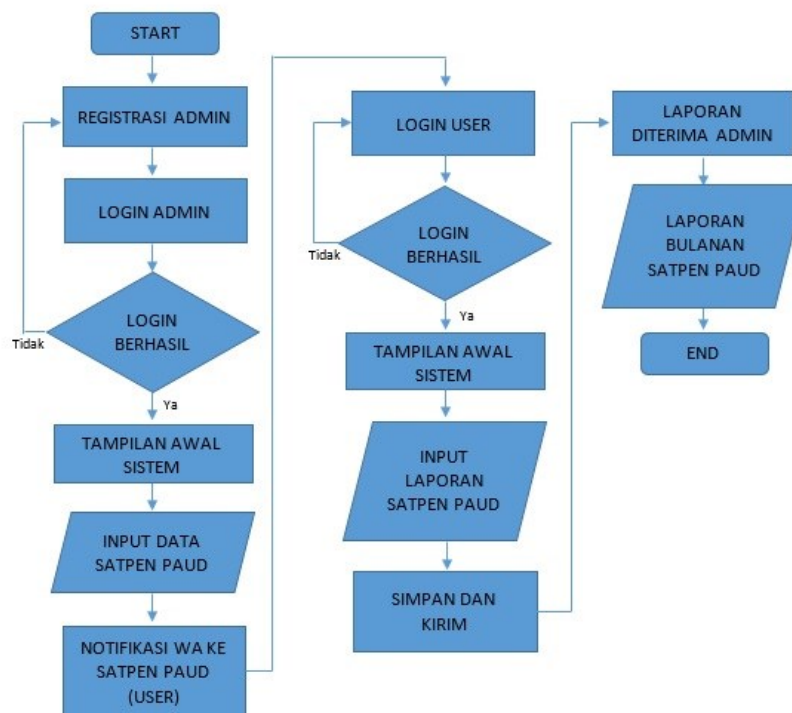 START
REGISTRASI ADMIN
LOGIN ADMIN
LOGIN
BERHASIL
Tidak
Ya
TAMPILAN AWAL
SISTEM
INPUT DATA
SATPEN PAUD
NOTIFIKASI WA KE
SATPEN PAUD
(USER)
LOGIN USER
LOGIN
BERHASIL
Tidak
Ya
TAMPILAN AWAL
SISTEM
INPUT
LAPORAN
SATPEN PAUD
SIMPAN DAN
KIRIM
LAPORAN
DITERIMA ADMIN
LAPORAN
BULANAN
SATPEN PAUD
END